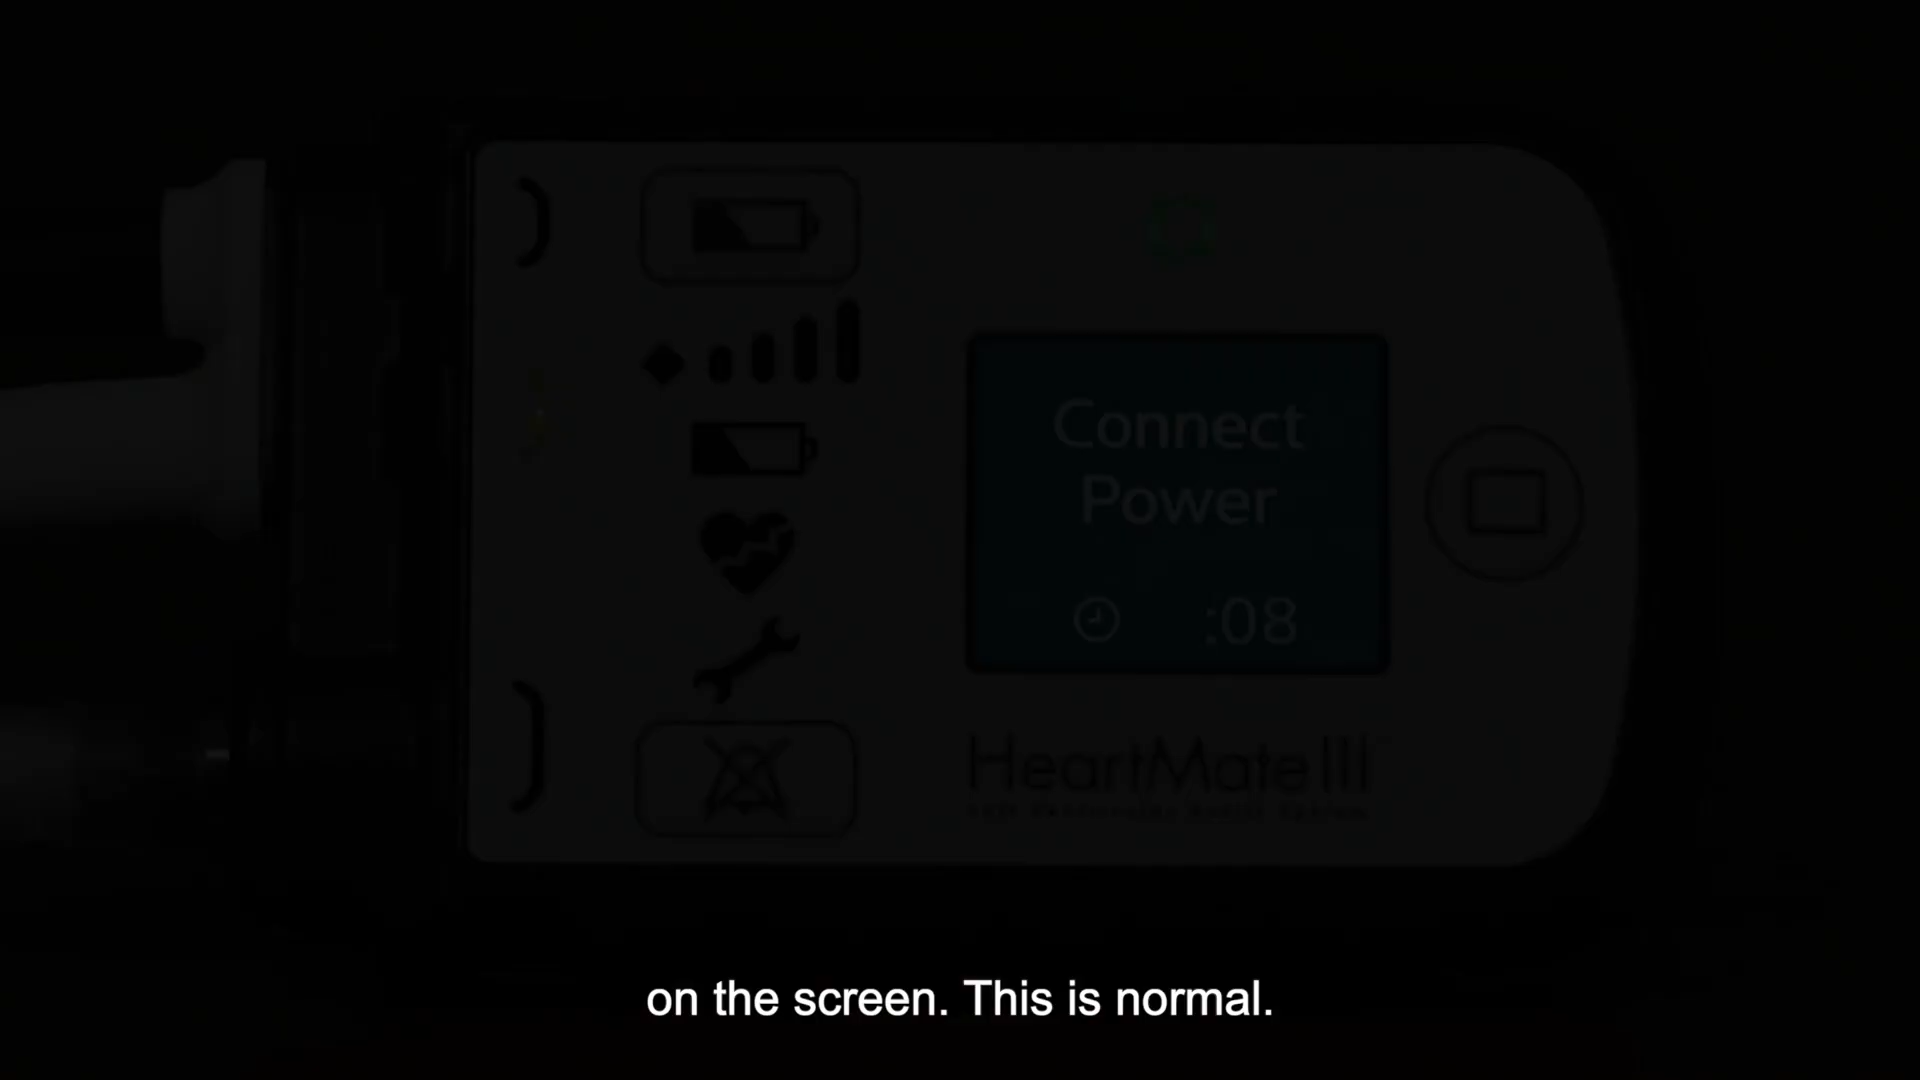 Connect
Power
:08
HeartMate III
on the screen. This is normal.